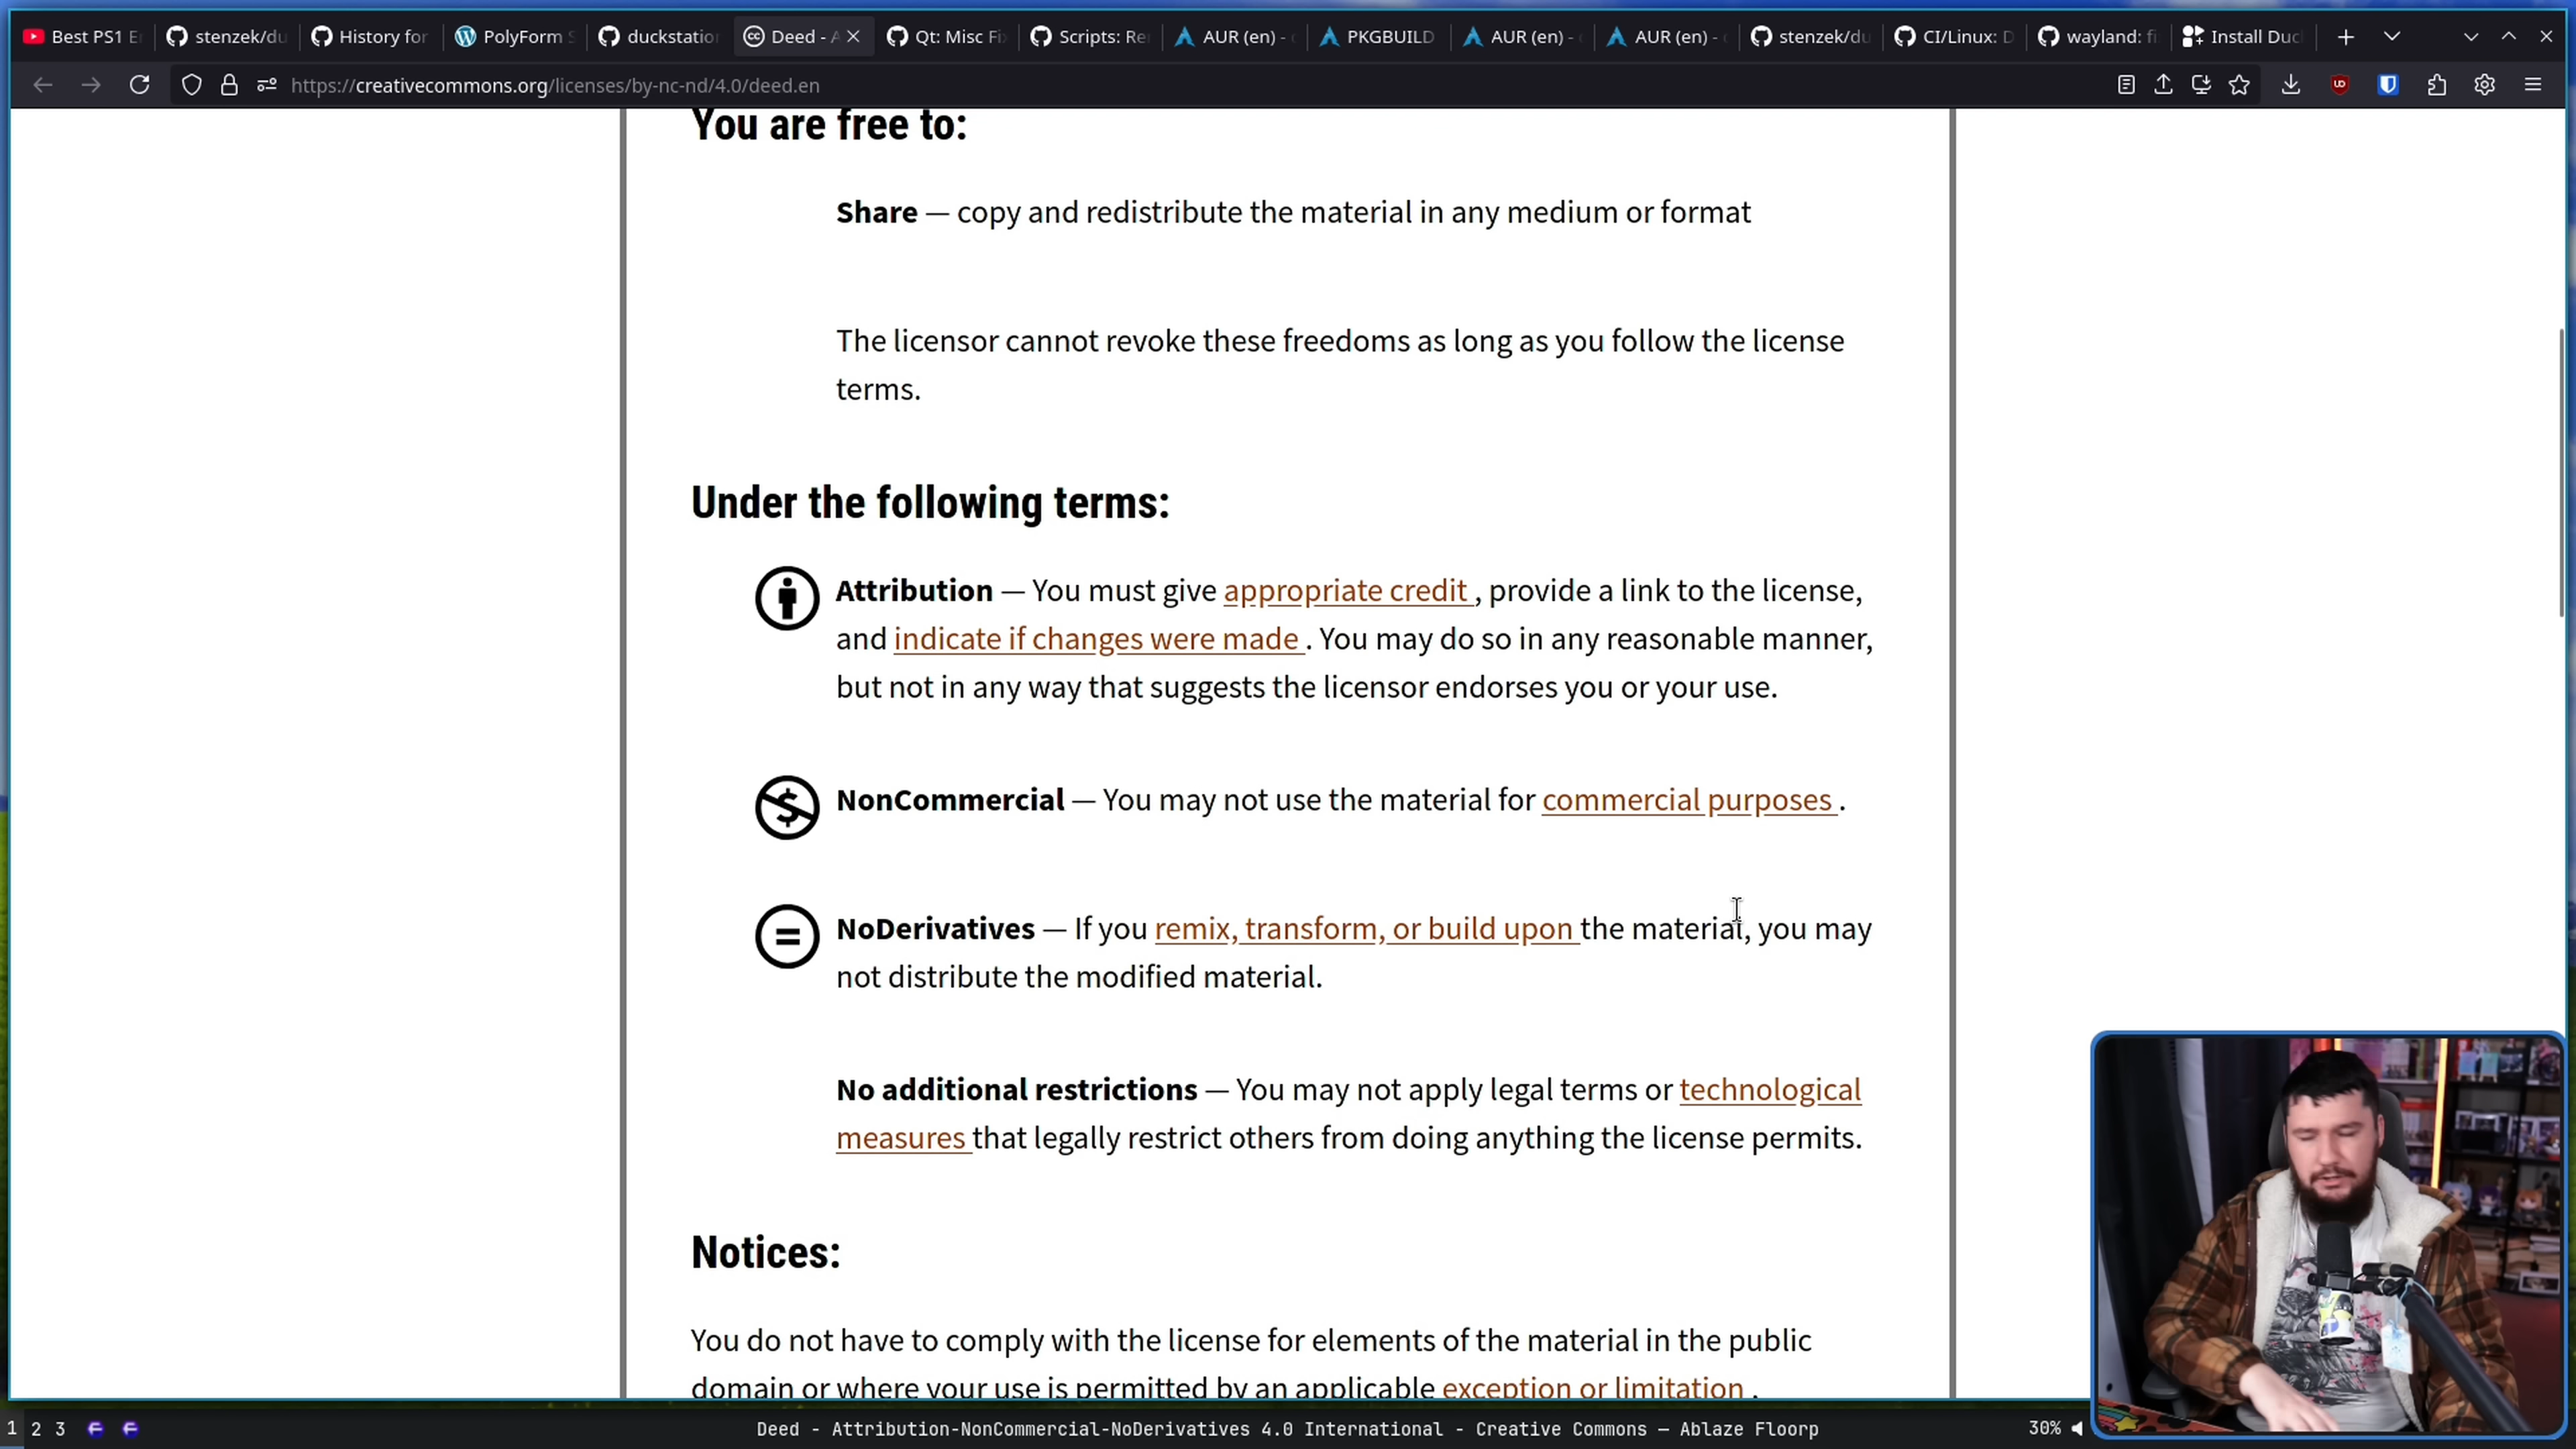 Best PS1 E
stenzek/du
History for
PolyForm S
duckstation
Deed - A
Qt: Misc Fi
Scripts: Re
AUR (en) -
PKGBUILD
AUR (en) -
AUR (en) -
stenzek/du
CI/Linux: D
wayland: fi
Install Duc
https://creativecommons.org/licenses/by-nc-nd/4.0/deed.en
You are free to:
Share — copy and redistribute the material in any medium or format
The licensor cannot revoke these freedoms as long as you follow the license
terms.
Under the following terms:
Attribution — You must give appropriate credit , provide a link to the license,
and indicate if changes were made . You may do so in any reasonable manner,
but not in any way that suggests the licensor endorses you or your use.
NonCommercial — You may not use the material for commercial purposes .
NoDerivatives — If you remix, transform, or build upon the material, you may
not distribute the modified material.
No additional restrictions — You may not apply legal terms or technological
measures that legally restrict others from doing anything the license permits.
Notices:
You do not have to comply with the license for elements of the material in the public
domain or where your use is permitted by an applicable exception or limitation .
1 2 3
Deed - Attribution-NonCommercial-NoDerivatives 4.0 International - Creative Commons — Ablaze Floorp
30%